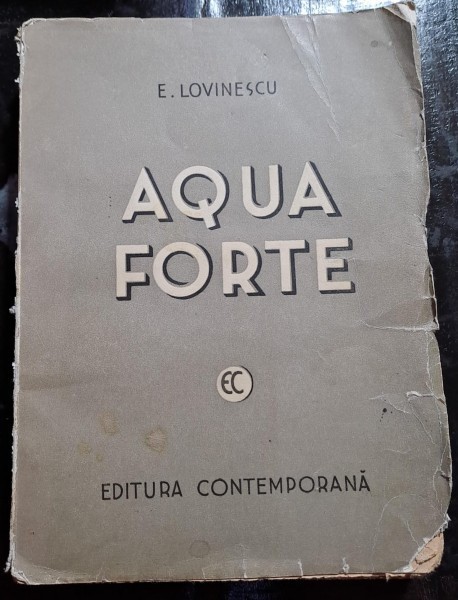 E. LOVINESCU
AQUA
FORTE
EC
EDITURA CONTEMPORANĂ